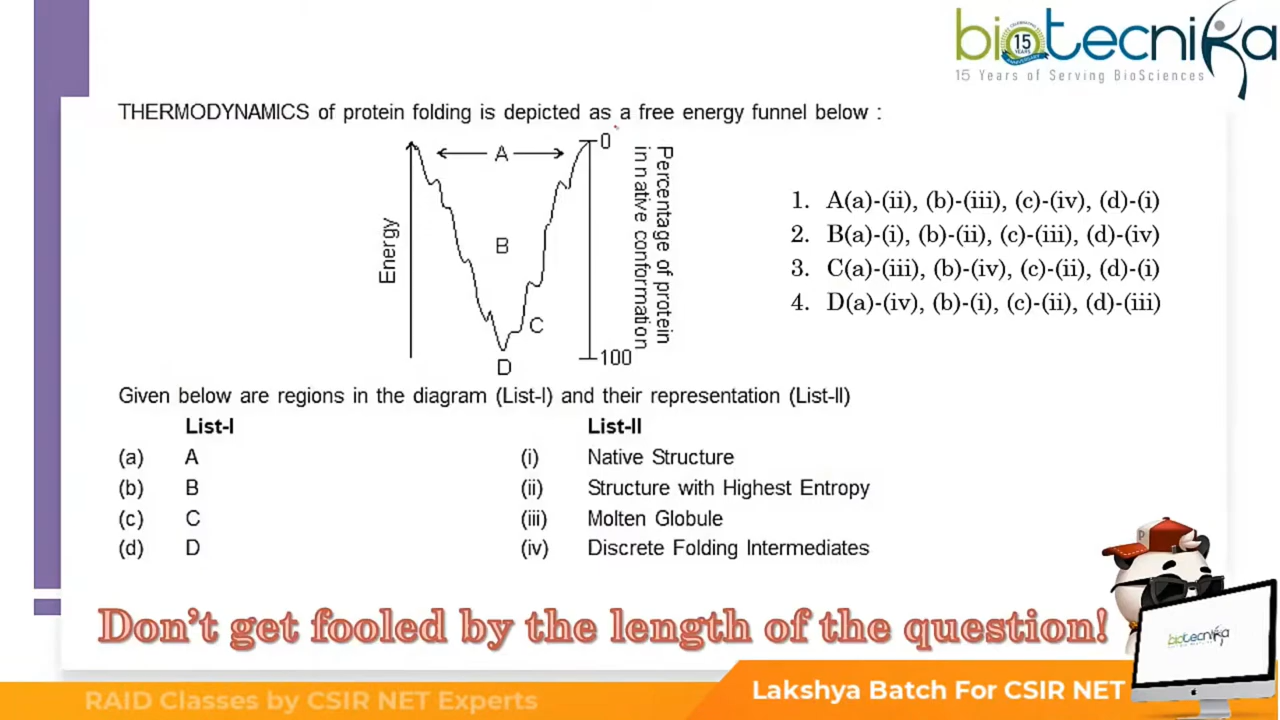 biotecnika
15 YEARS
15 Years of Serving BioSciences
THERMODYNAMICS of protein folding is depicted as a free energy funnel below :
A
0
B
C
D
100
Energy
Percentage of protein
in native conformation
1. A(a)-(ii), (b)-(iii), (c)-(iv), (d)-(i)
2. B(a)-(i), (b)-(ii), (c)-(iii), (d)-(iv)
3. C(a)-(iii), (b)-(iv), (c)-(ii), (d)-(i)
4. D(a)-(iv), (b)-(i), (c)-(ii), (d)-(iii)
Given below are regions in the diagram (List-I) and their representation (List-II)
List-I List-II
(a) A (i) Native Structure
(b) B (ii) Structure with Highest Entropy
(c) C (iii) Molten Globule
(d) D (iv) Discrete Folding Intermediates
Don't get fooled by the length of the question!
P
biotecnika
RAID Classes by CSIR NET Experts
Lakshya Batch For CSIR NET